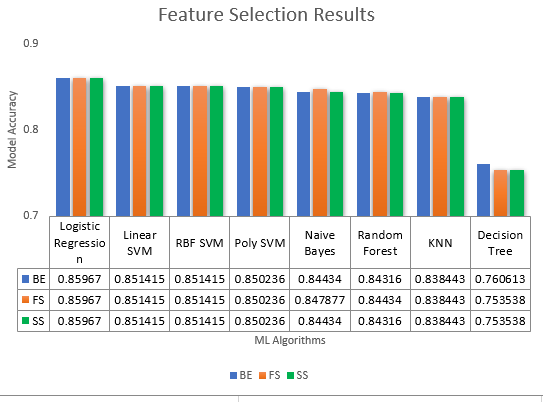 Feature Selection Results
0.9
0.8
0.7
Model Accuracy
Logistic
Regressio
n
Linear
SVM
RBF SVM
Poly SVM
Naive
Bayes
Random
Forest
KNN
Decision
Tree
BE 0.85967 0.851415 0.851415 0.850236 0.84434 0.84316 0.838443 0.760613
FS 0.85967 0.851415 0.851415 0.850236 0.847877 0.84434 0.838443 0.753538
SS 0.85967 0.851415 0.851415 0.850236 0.84434 0.84316 0.838443 0.753538
ML Algorithms
BE FS SS